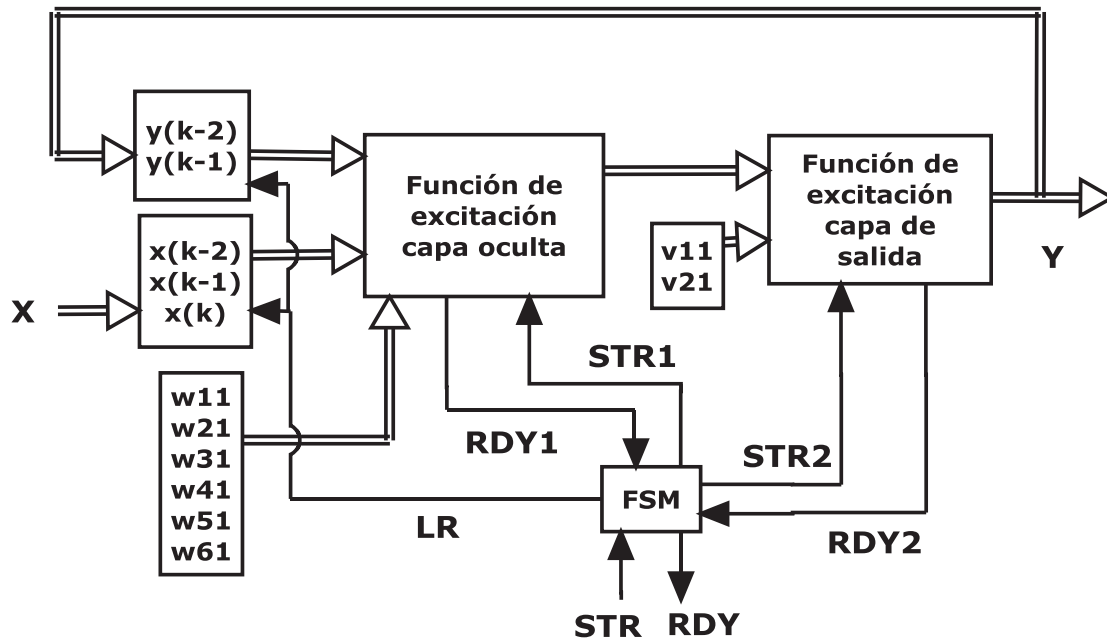 y(k-2)
y(k-1)
Función de
excitación
capa oculta
Función de
excitación
capa de
salida
x(k-2)
x(k-1)
x(k)
v11
v21
X
Y
w11
w21
w31
w41
w51
w61
STR1
RDY1
STR2
FSM
LR
RDY2
STR
RDY